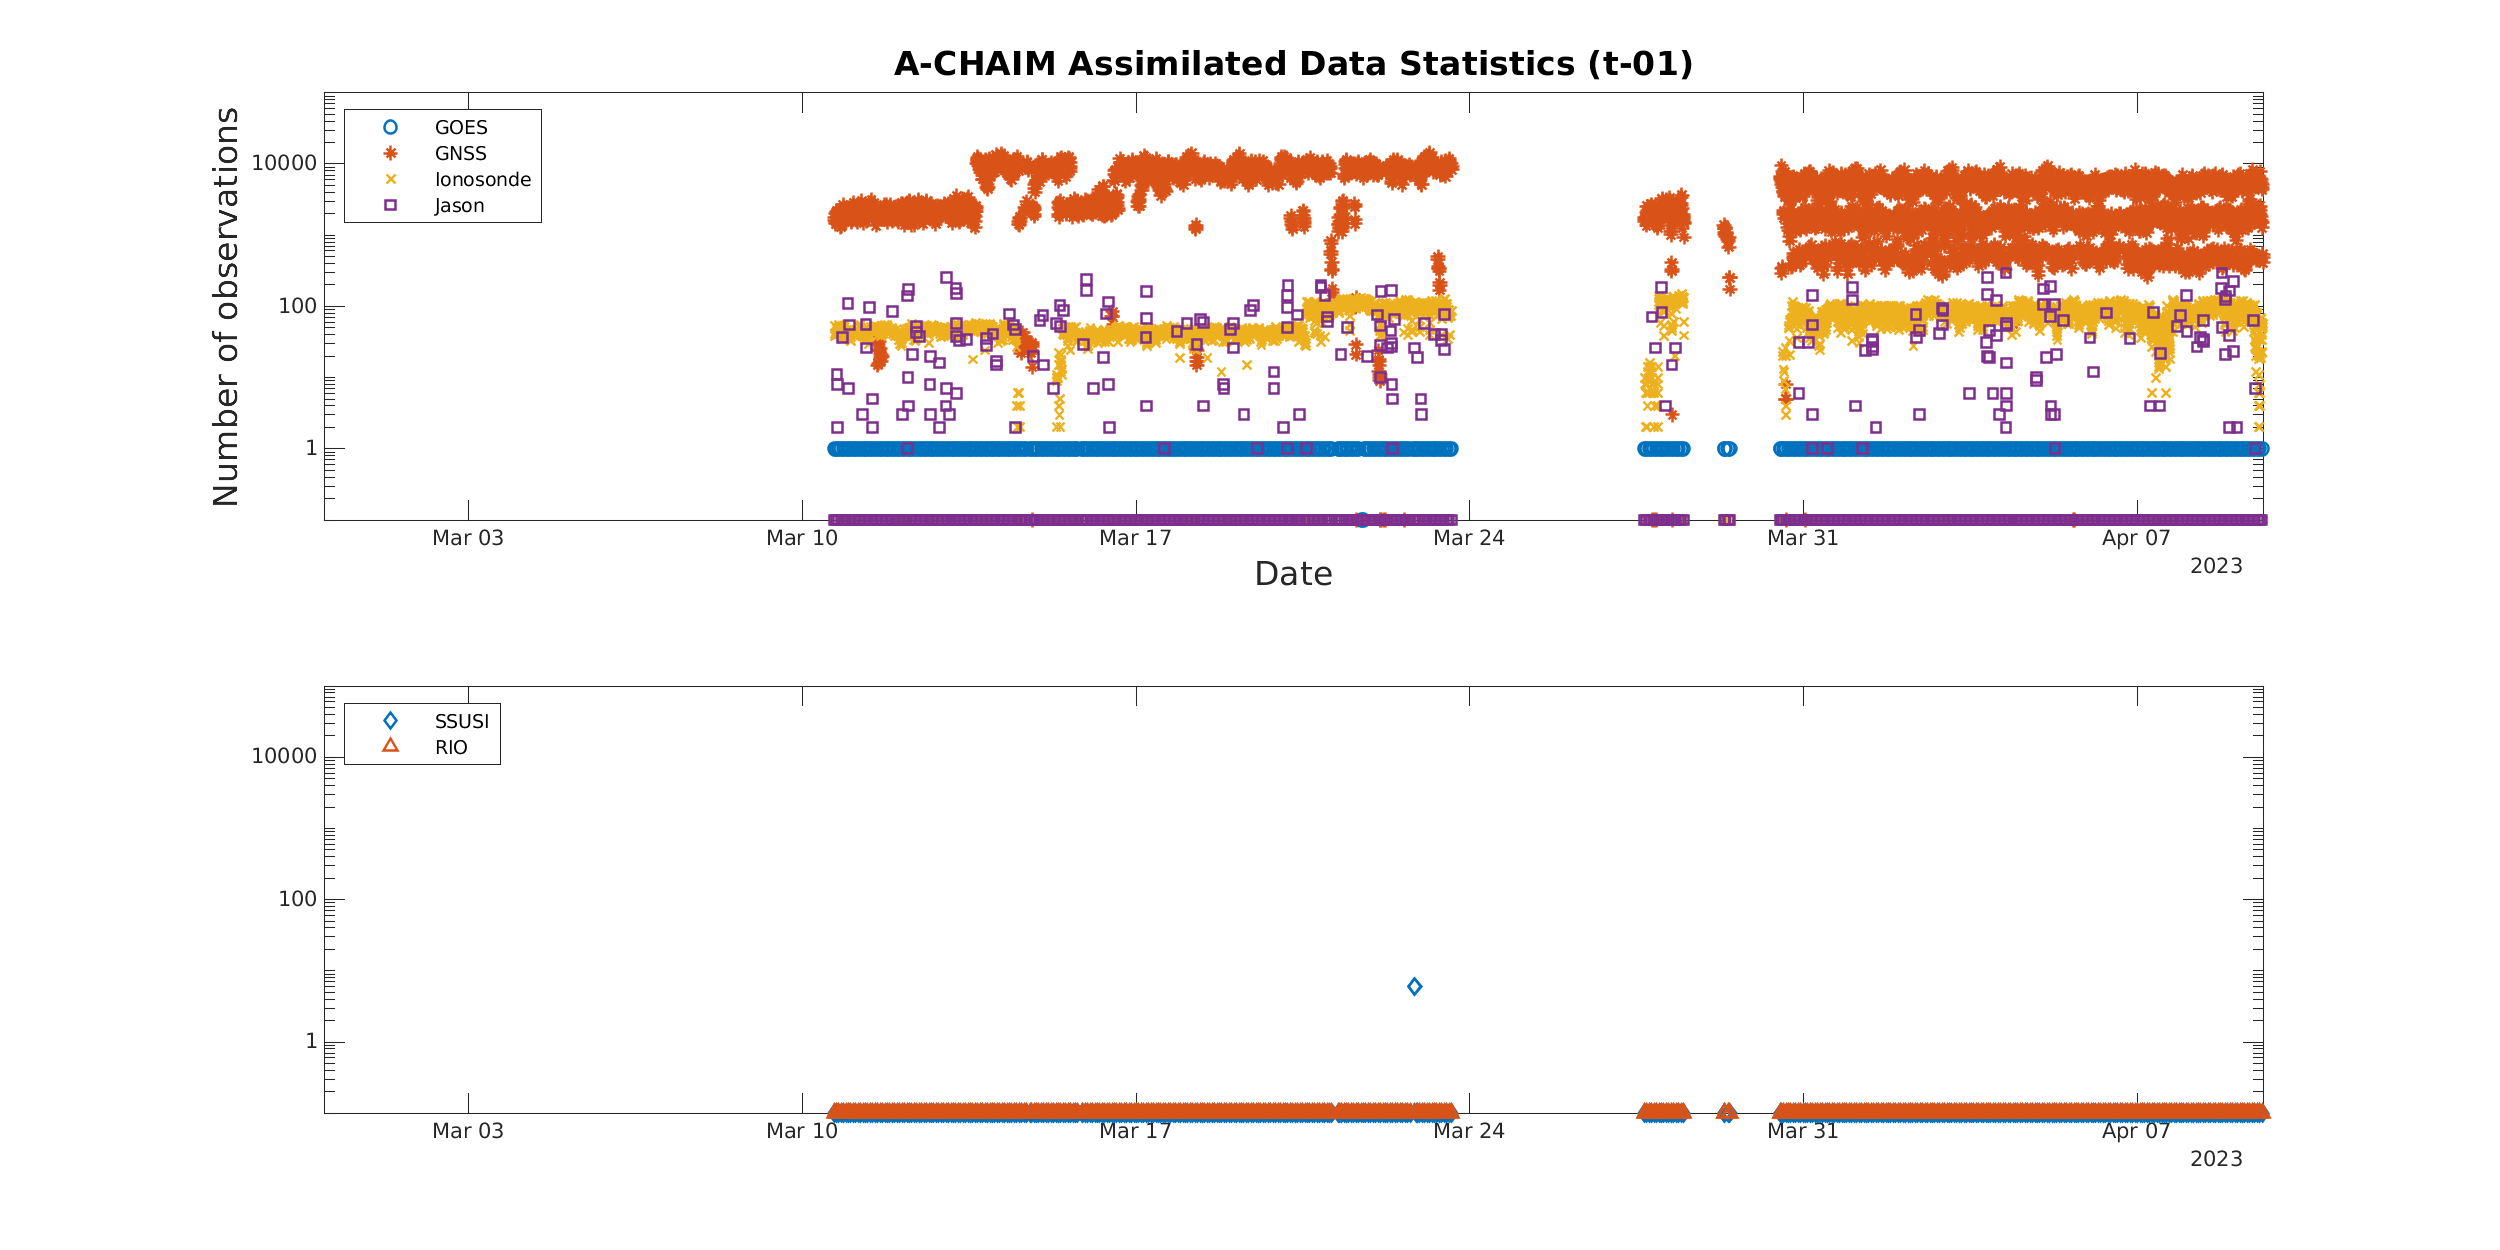 A-CHAIM Assimilated Data Statistics (t-01)
Number of observations
10000
100
1
GOES
GNSS
Ionosonde
Jason
Mar 03 Mar 10 Mar 17 Mar 24 Mar 31 Apr 07
2023
Date
10000
100
1
SSUSI
RIO
Mar 03 Mar 10 Mar 17 Mar 24 Mar 31 Apr 07
2023